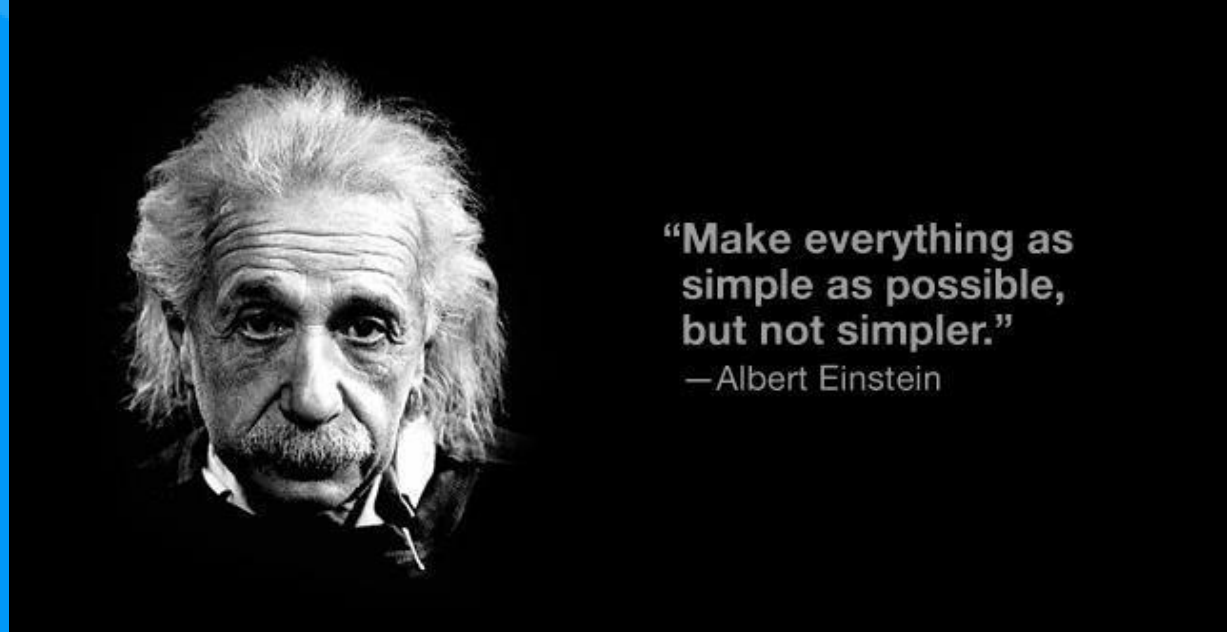 “Make everything as
simple as possible,
but not simpler.”
—Albert Einstein